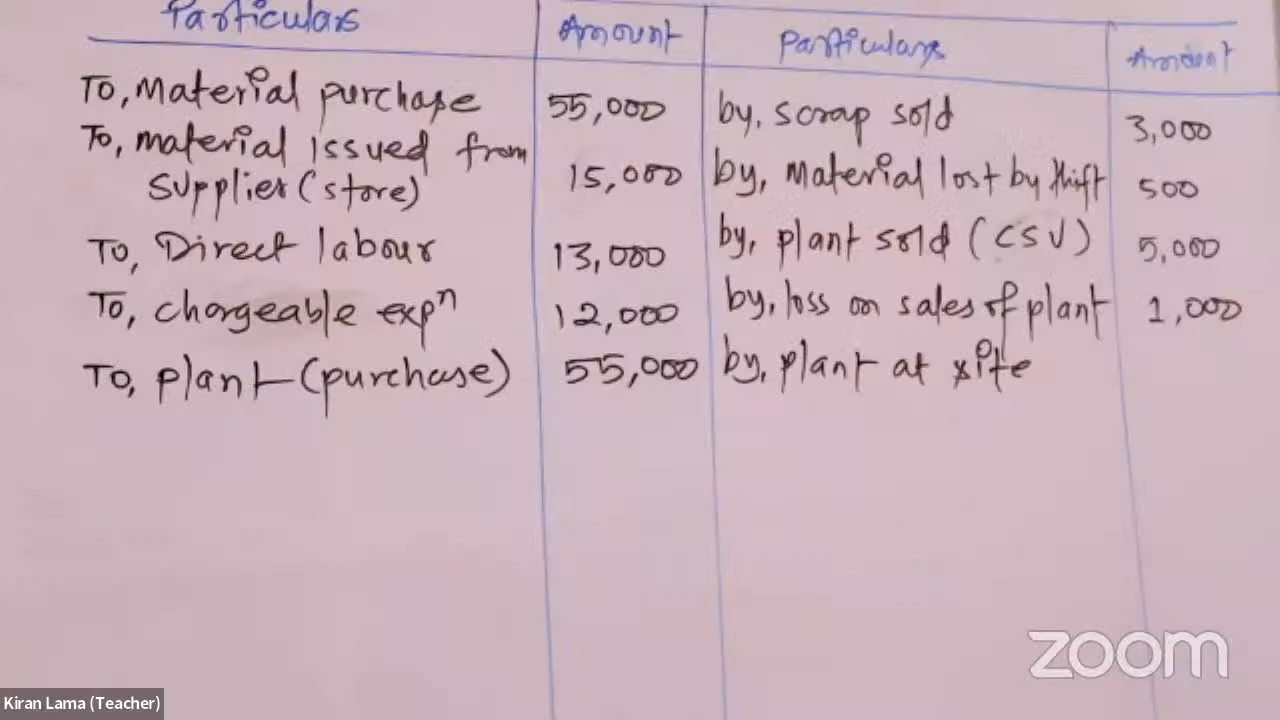 Particulars Amount Particulars Amount
To, Material purchase 55,000 by, scrap sold 3,000
To, material issued from
supplier (store) 15,000 by, Material lost by thift 500
To, Direct labour 13,000 by, plant sold (CSV) 5,000
To, chargeable expn 12,000 by, loss on sales of plant 1,000
To, plant (purchase) 55,000 by, plant at site
zoom
Kiran Lama (Teacher)